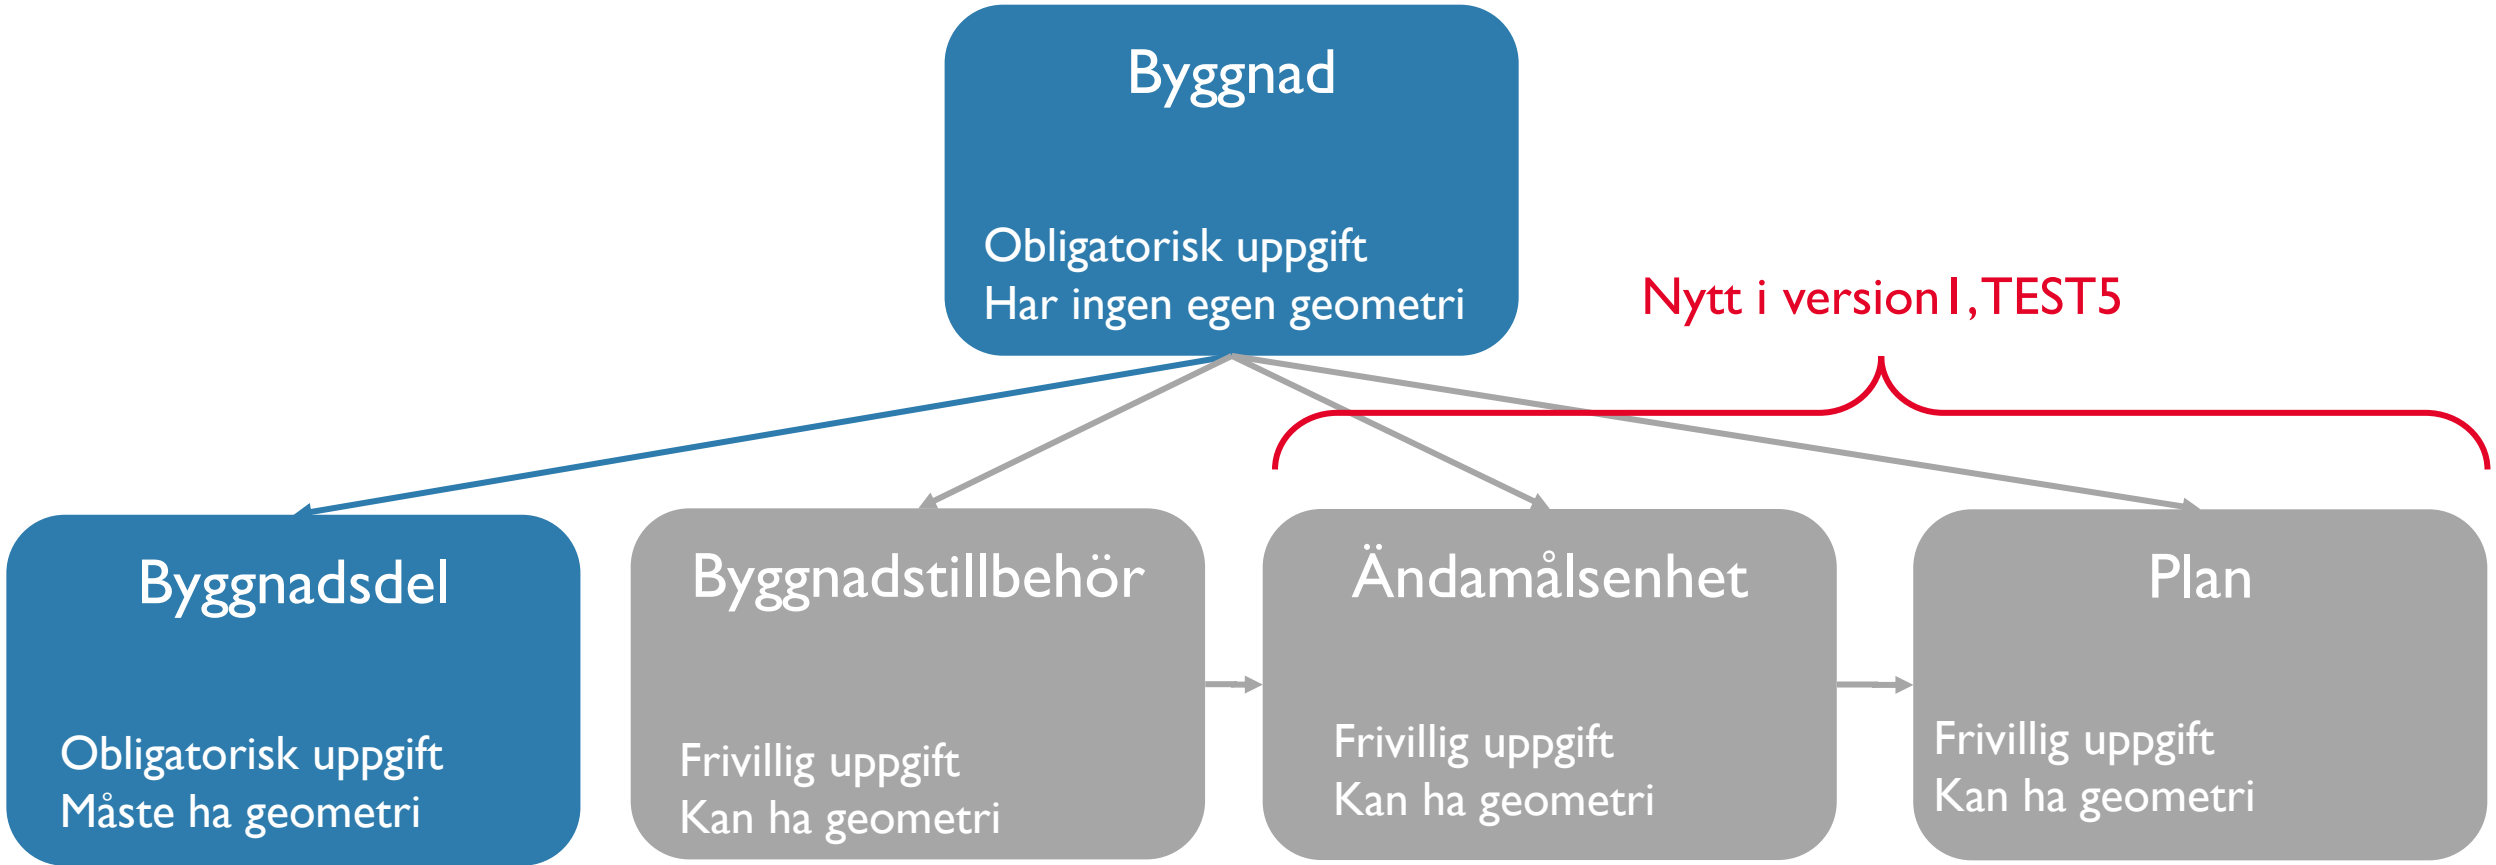 Byggnad
Obligatorisk uppgift
Har ingen egen geometri
Nytt i version1, TEST5
Byggnadsdel
Obligatorisk uppgift
Måste ha geometri
Byggnadstillbehör
Frivillig uppgift
Kan ha geometri
Ändamålsenhet
Frivillig uppgift
Kan ha geometri
Plan
Frivillig uppgift
Kan ha geometri